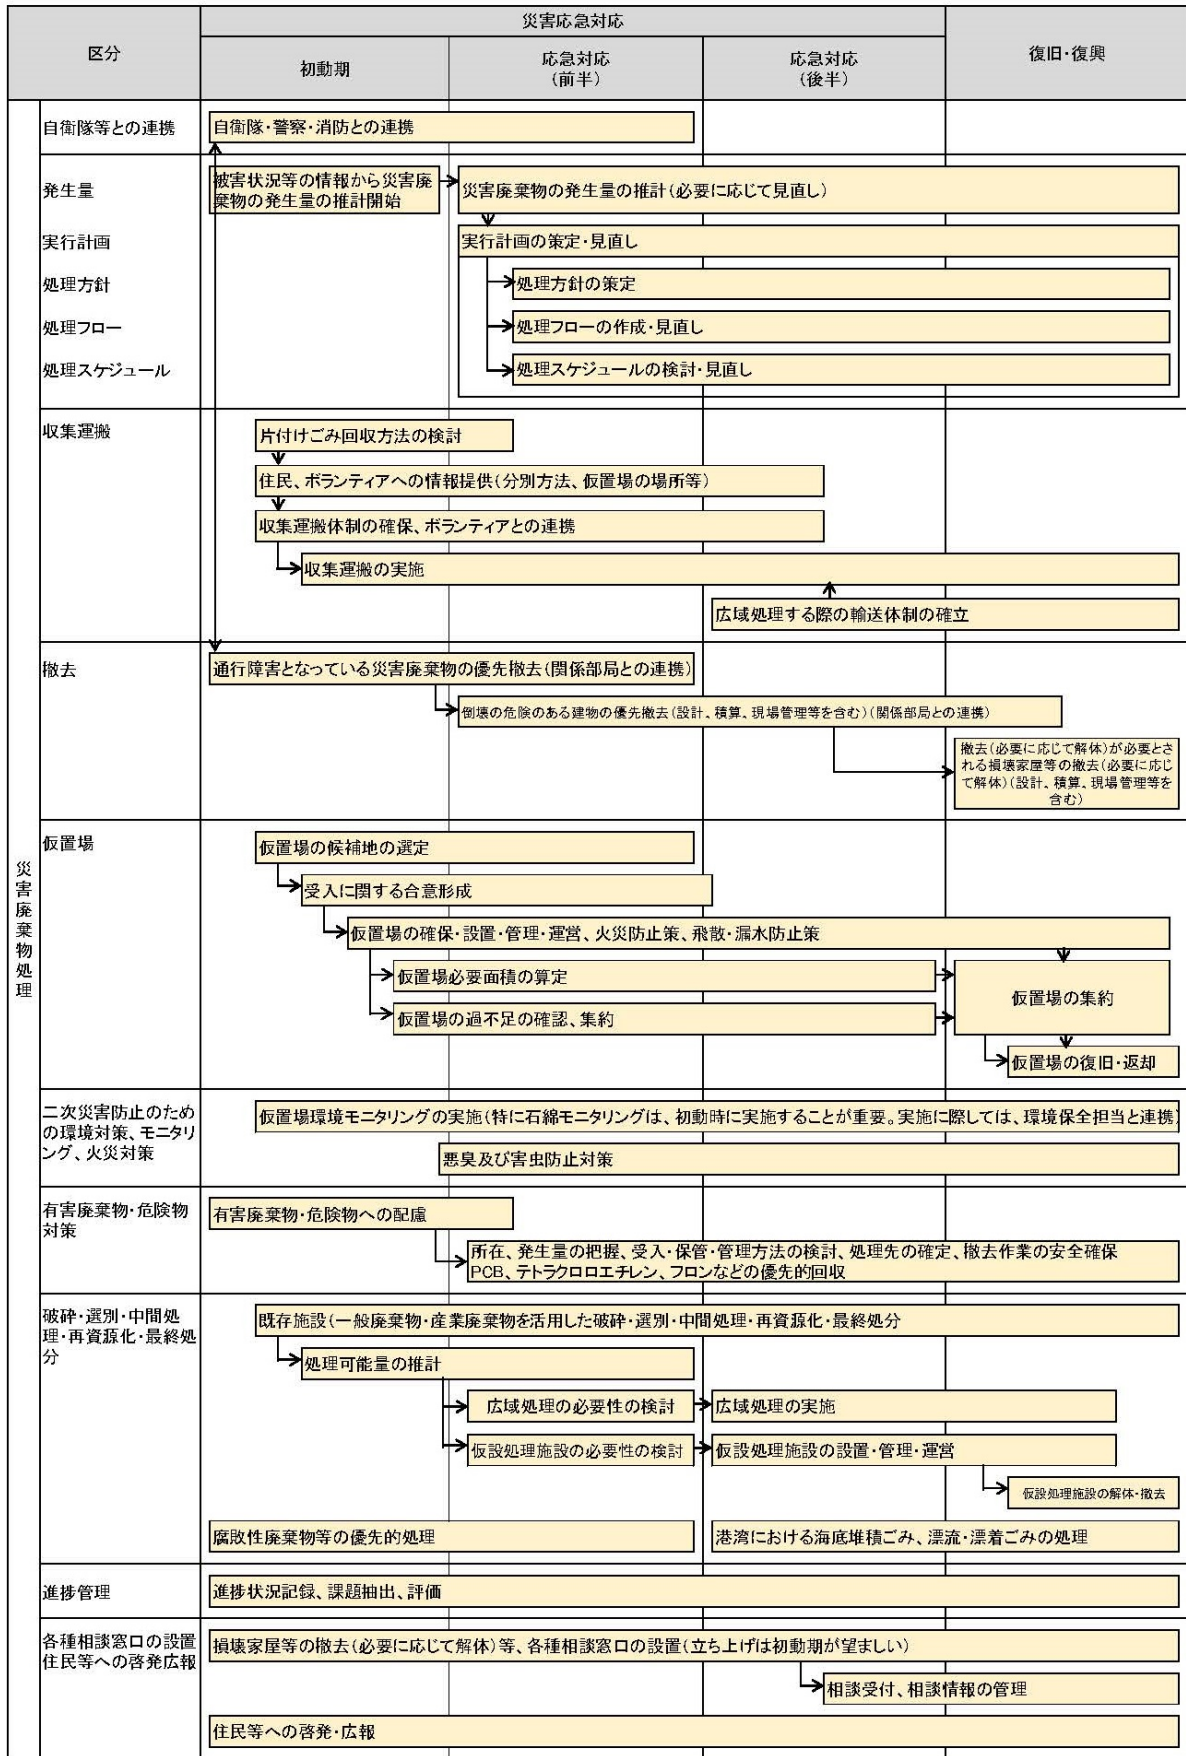 区分
災害応急対応
初動期
応急対応
(前半)
応急対応
(後半)
復旧・復興
災害廃棄物処理
自衛隊等との連携
自衛隊・警察・消防との連携
発生量
被害状況等の情報から災害廃
棄物の発生量の推計開始
災害廃棄物の発生量の推計(必要に応じて見直し)
実行計画
実行計画の策定・見直し
処理方針
処理方針の策定
処理フロー
処理フローの作成・見直し
処理スケジュール
処理スケジュールの検討・見直し
収集運搬
片付けごみ回収方法の検討
住民、ボランティアへの情報提供(分別方法、仮置場の場所等)
収集運搬体制の確保、ボランティアとの連携
収集運搬の実施
広域処理する際の輸送体制の確立
撤去
通行障害となっている災害廃棄物の優先撤去(関係部局との連携)
倒壊の危険のある建物の優先撤去(設計、積算、現場管理等を含む)(関係部局との連携)
撤去(必要に応じて解体)が必要とさ
れる損壊家屋等の撤去(必要に応じ
て解体)(設計、積算、現場管理等を
含む)
仮置場
仮置場の候補地の選定
受入に関する合意形成
仮置場の確保・設置・管理・運営、火災防止策、飛散・漏水防止策
仮置場必要面積の算定
仮置場の過不足の確認、集約
仮置場の集約
仮置場の復旧・返却
二次災害防止のため
の環境対策、モニタリ
ング、火災対策
仮置場環境モニタリングの実施(特に石綿モニタリングは、初動時に実施することが重要。実施に際しては、環境保全担当と連携)
悪臭及び害虫防止対策
有害廃棄物・危険物
対策
有害廃棄物・危険物への配慮
所在、発生量の把握、受入・保管・管理方法の検討、処理先の確定、撤去作業の安全確保
PCB、テトラクロロエチレン、フロンなどの優先的回収
破砕・選別・中間処
理・再資源化・最終処
分
既存施設(一般廃棄物・産業廃棄物を活用した破砕・選別・中間処理・再資源化・最終処分
処理可能量の推計
広域処理の必要性の検討
広域処理の実施
仮設処理施設の必要性の検討
仮設処理施設の設置・管理・運営
仮設処理施設の解体・撤去
腐敗性廃棄物等の優先的処理
港湾における海底堆積ごみ、漂流・漂着ごみの処理
進捗管理
進捗状況記録、課題抽出、評価
各種相談窓口の設置
住民等への啓発広報
損壊家屋等の撤去(必要に応じて解体)等、各種相談窓口の設置(立ち上げは初動期が望ましい)
相談受付、相談情報の管理
住民等への啓発・広報